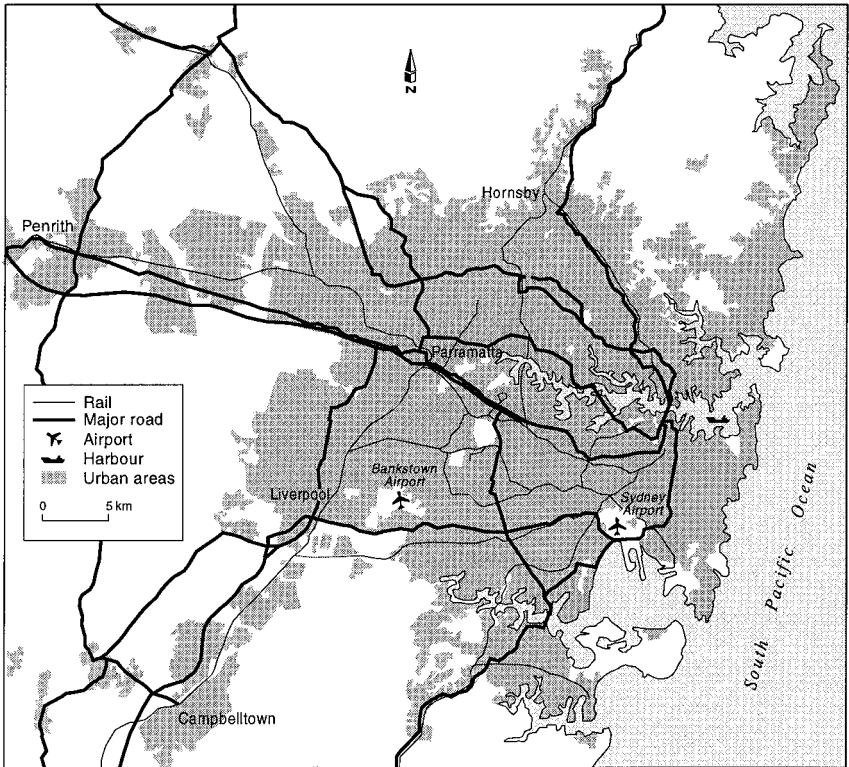 N
Hornsby
Penrith
Parramatta
Rail
Major road
Airport
Harbour
Urban areas
0 5 km
Bankstown
Airport
Liverpool
Sydney
Airport
South Pacific Ocean
Campbelltown